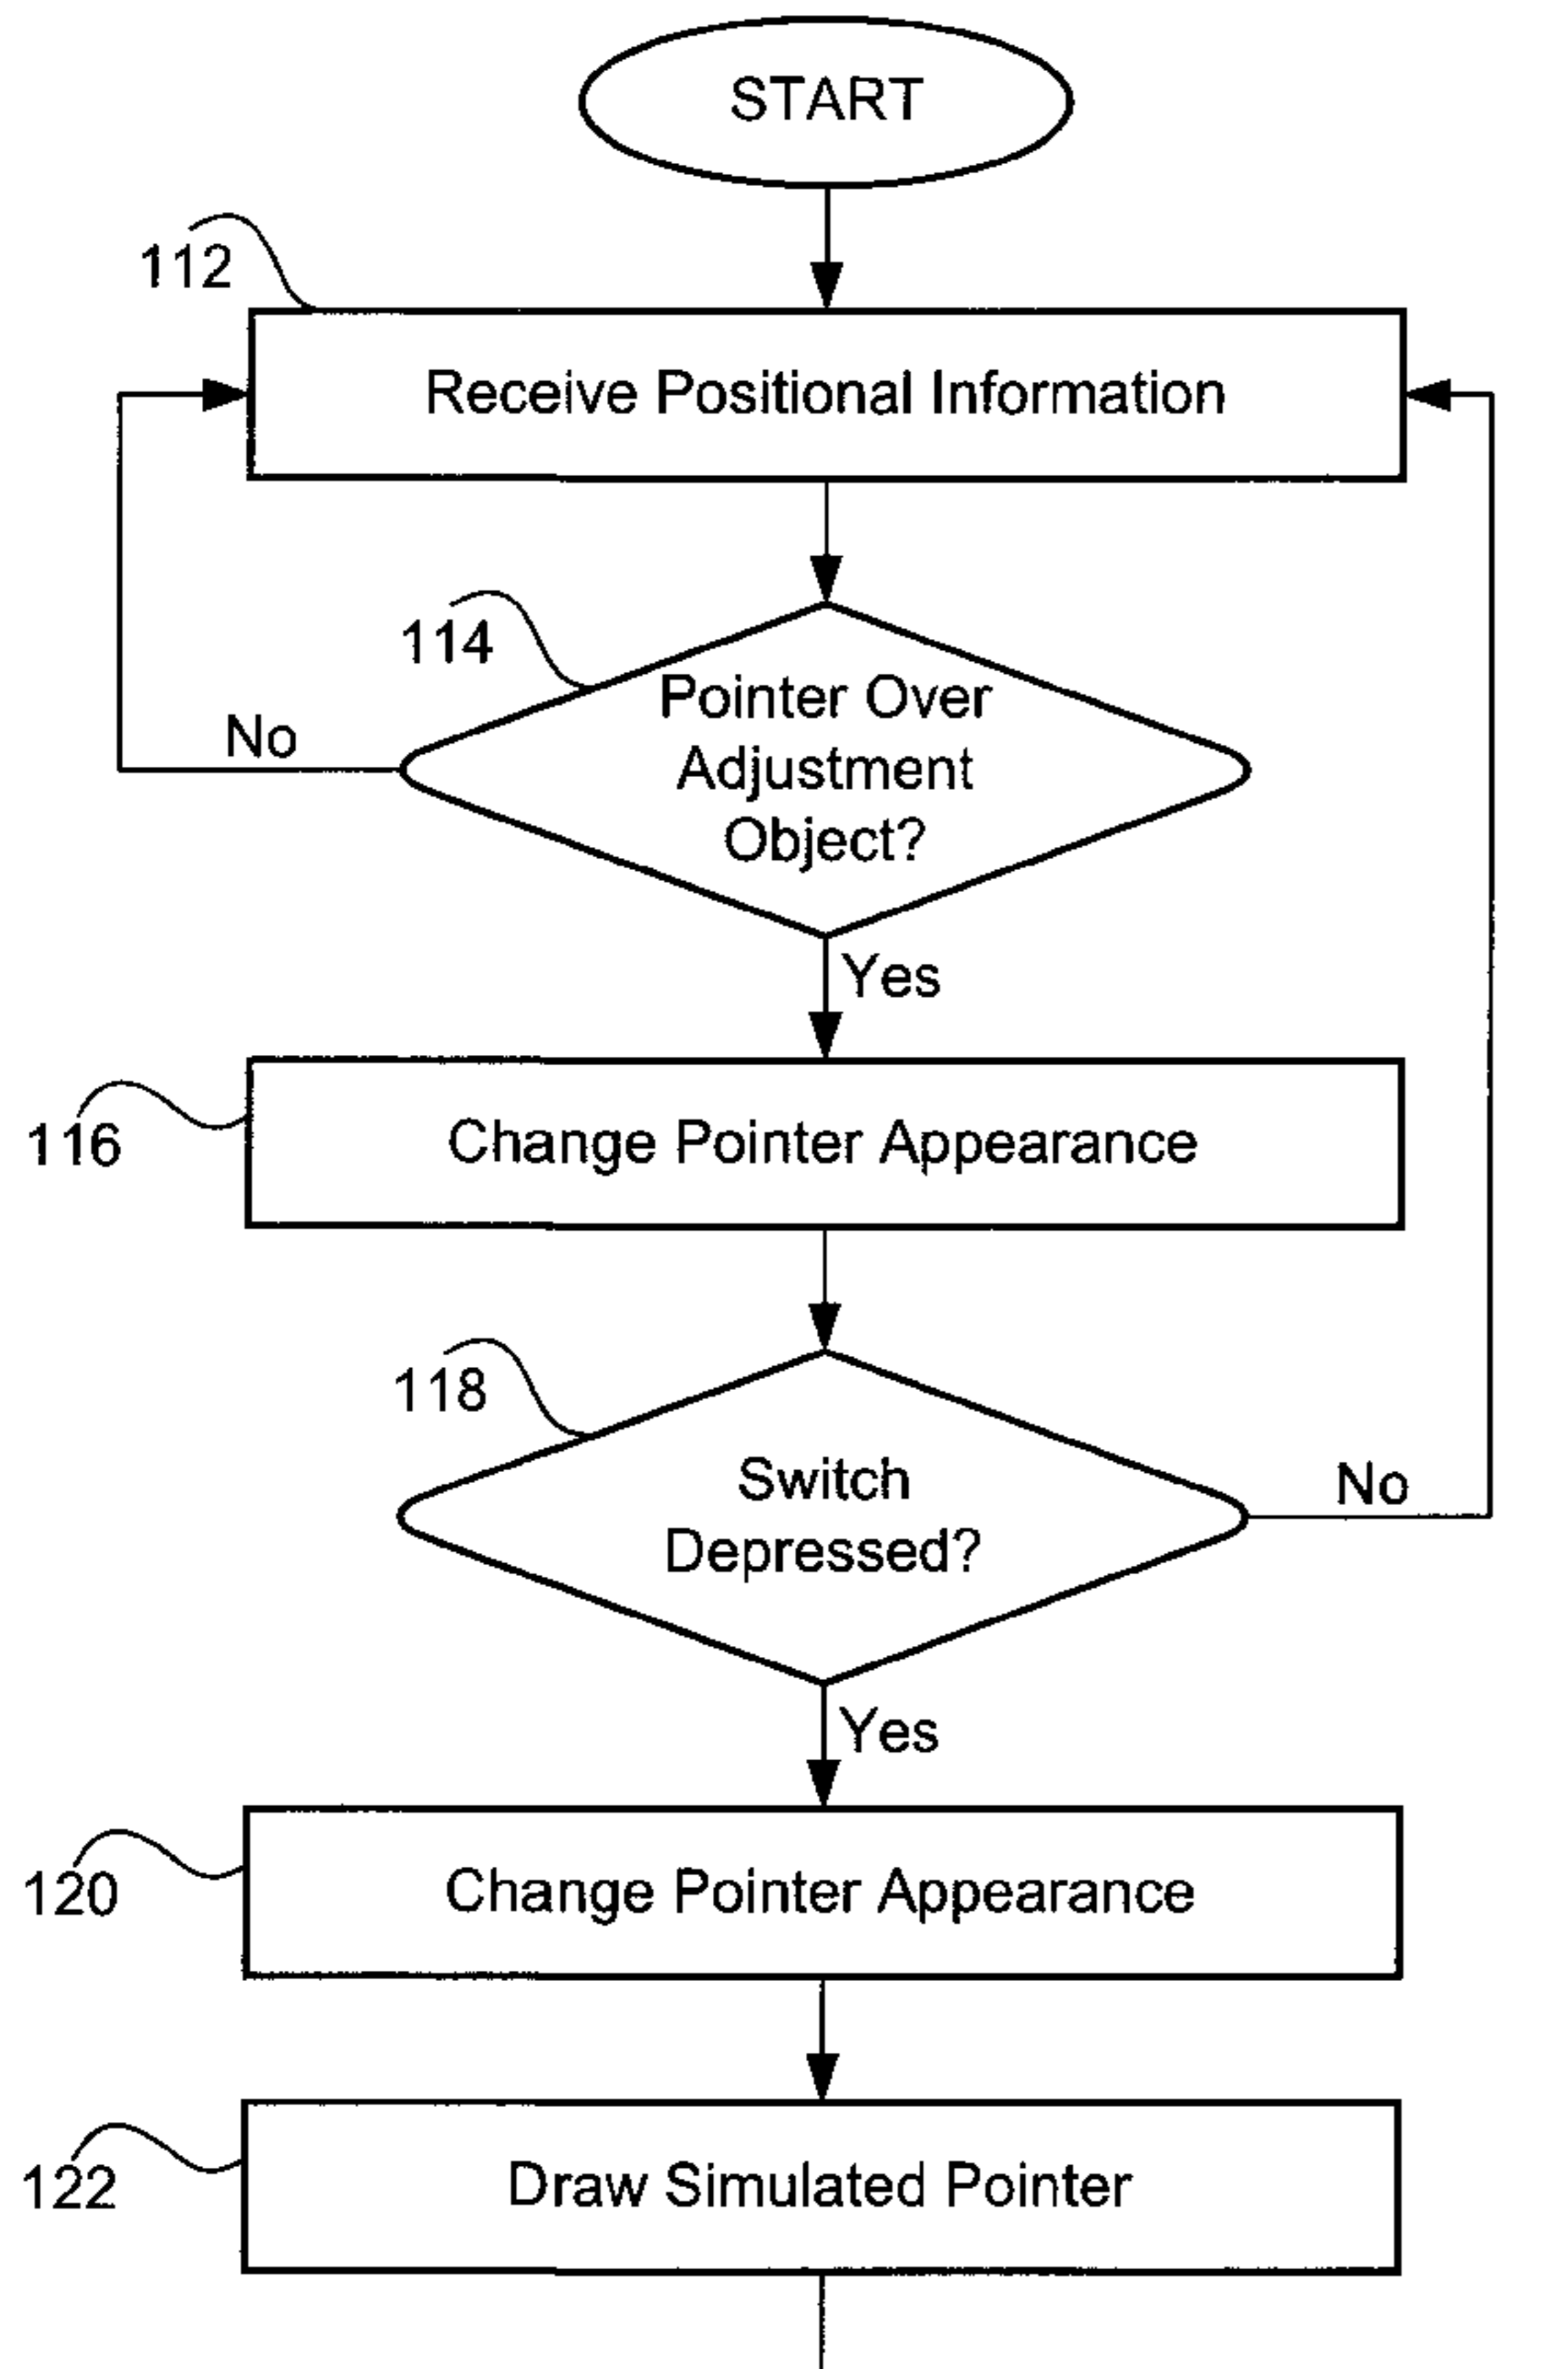 START
112
Receive Positional Information
114
Pointer Over
Adjustment
Object?
No
Yes
116
Change Pointer Appearance
118
Switch
Depressed?
No
Yes
120
Change Pointer Appearance
122
Draw Simulated Pointer